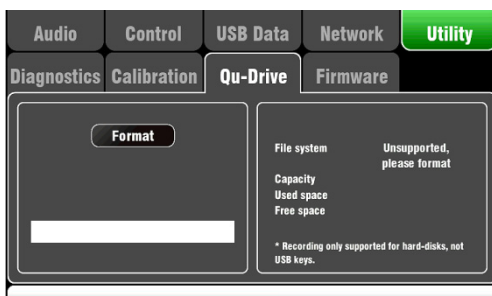 Audio Control USB Data Network Utility
Diagnostics Calibration Qu-Drive Firmware
Format
File system Unsupported,
please format
Capacity
Used space
Free space
* Recording only supported for hard-disks, not
USB keys.